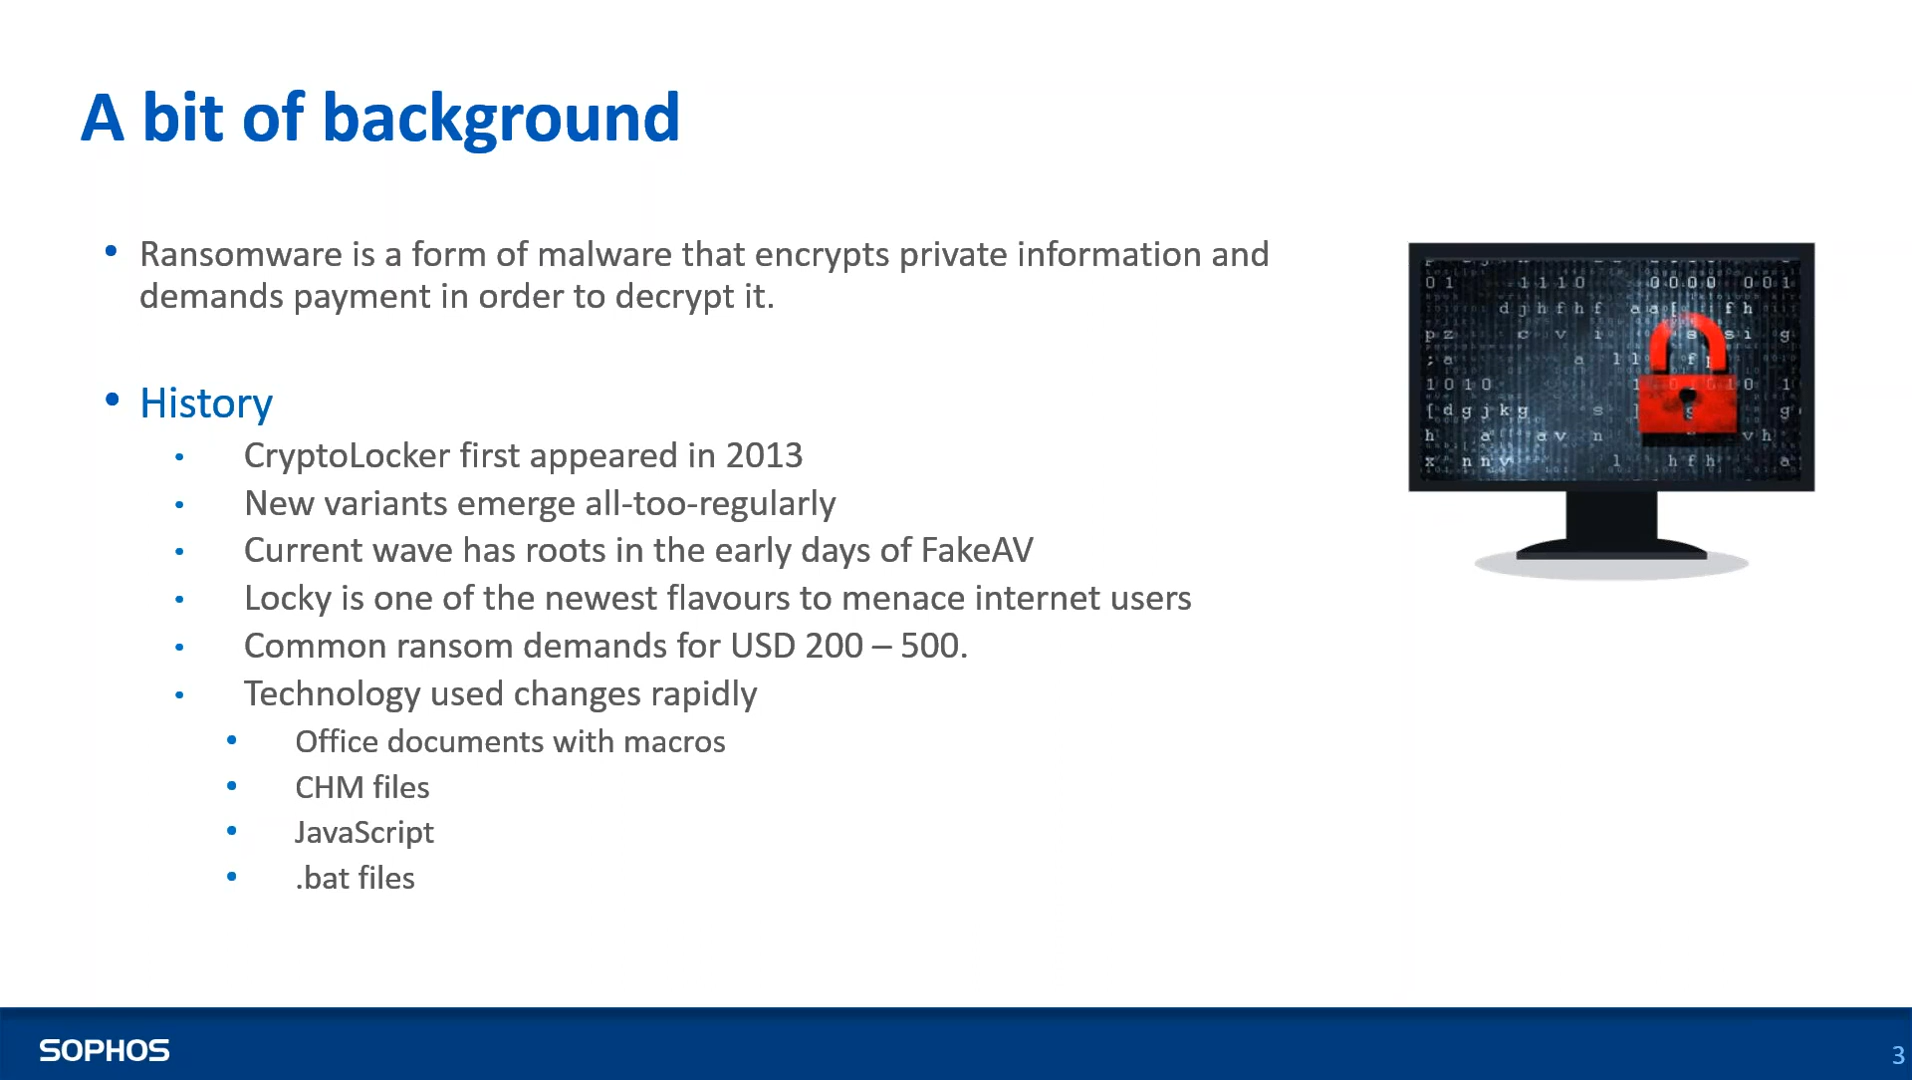 A bit of background
• Ransomware is a form of malware that encrypts private information and
demands payment in order to decrypt it.
• History
• CryptoLocker first appeared in 2013
• New variants emerge all-too-regularly
• Current wave has roots in the early days of FakeAV
• Locky is one of the newest flavours to menace internet users
• Common ransom demands for USD 200 – 500.
• Technology used changes rapidly
• Office documents with macros
• CHM files
• JavaScript
• .bat files
SOPHOS
3